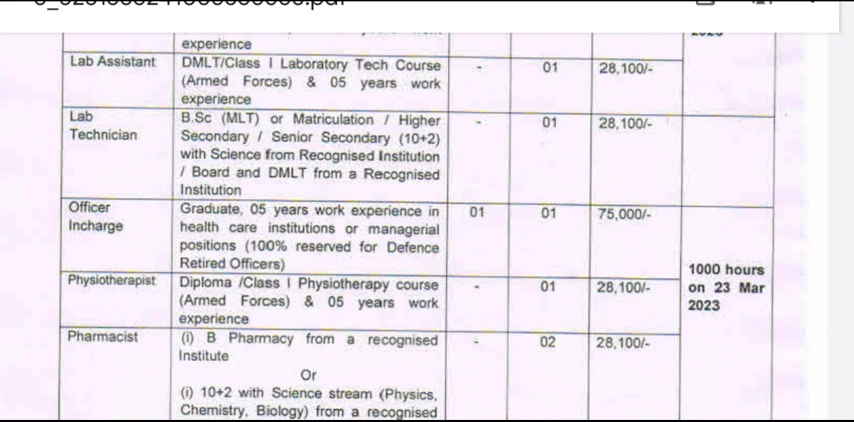 experience
2023
Lab Assistant
DMLT/Class I Laboratory Tech Course
(Armed Forces) & 05 years work
experience
-
01
28,100/-
Lab
Technician
B.Sc (MLT) or Matriculation / Higher
Secondary / Senior Secondary (10+2)
with Science from Recognised Institution
/ Board and DMLT from a Recognised
Institution
-
01
28,100/-
Officer
Incharge
Graduate, 05 years work experience in
health care institutions or managerial
positions (100% reserved for Defence
Retired Officers)
01
01
75,000/-
1000 hours
on 23 Mar
2023
Physiotherapist
Diploma /Class I Physiotherapy course
(Armed Forces) & 05 years work
experience
-
01
28,100/-
Pharmacist
(i) B Pharmacy from a recognised
Institute
Or
(i) 10+2 with Science stream (Physics,
Chemistry, Biology) from a recognised
-
02
28,100/-